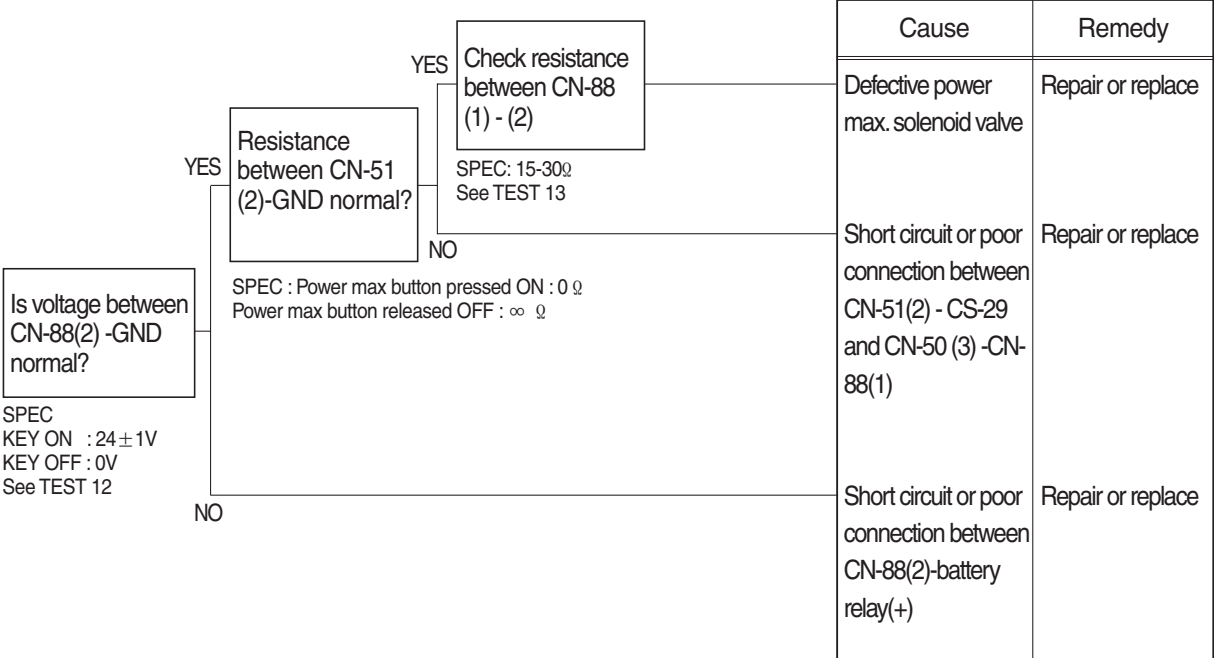 Cause
Remedy
YES
Check resistance
between CN-88
(1) - (2)
SPEC: 15-30Ω
See TEST 13
Defective power
max. solenoid valve
Repair or replace
YES
Resistance
between CN-51
(2)-GND normal?
NO
SPEC : Power max button pressed ON : 0 Ω
Power max button released OFF : ∞ Ω
Short circuit or poor
connection between
CN-51(2) - CS-29
and CN-50 (3) -CN-
88(1)
Repair or replace
Is voltage between
CN-88(2) -GND
normal?
SPEC
KEY ON : 24±1V
KEY OFF : 0V
See TEST 12
NO
Short circuit or poor
connection between
CN-88(2)-battery
relay(+)
Repair or replace